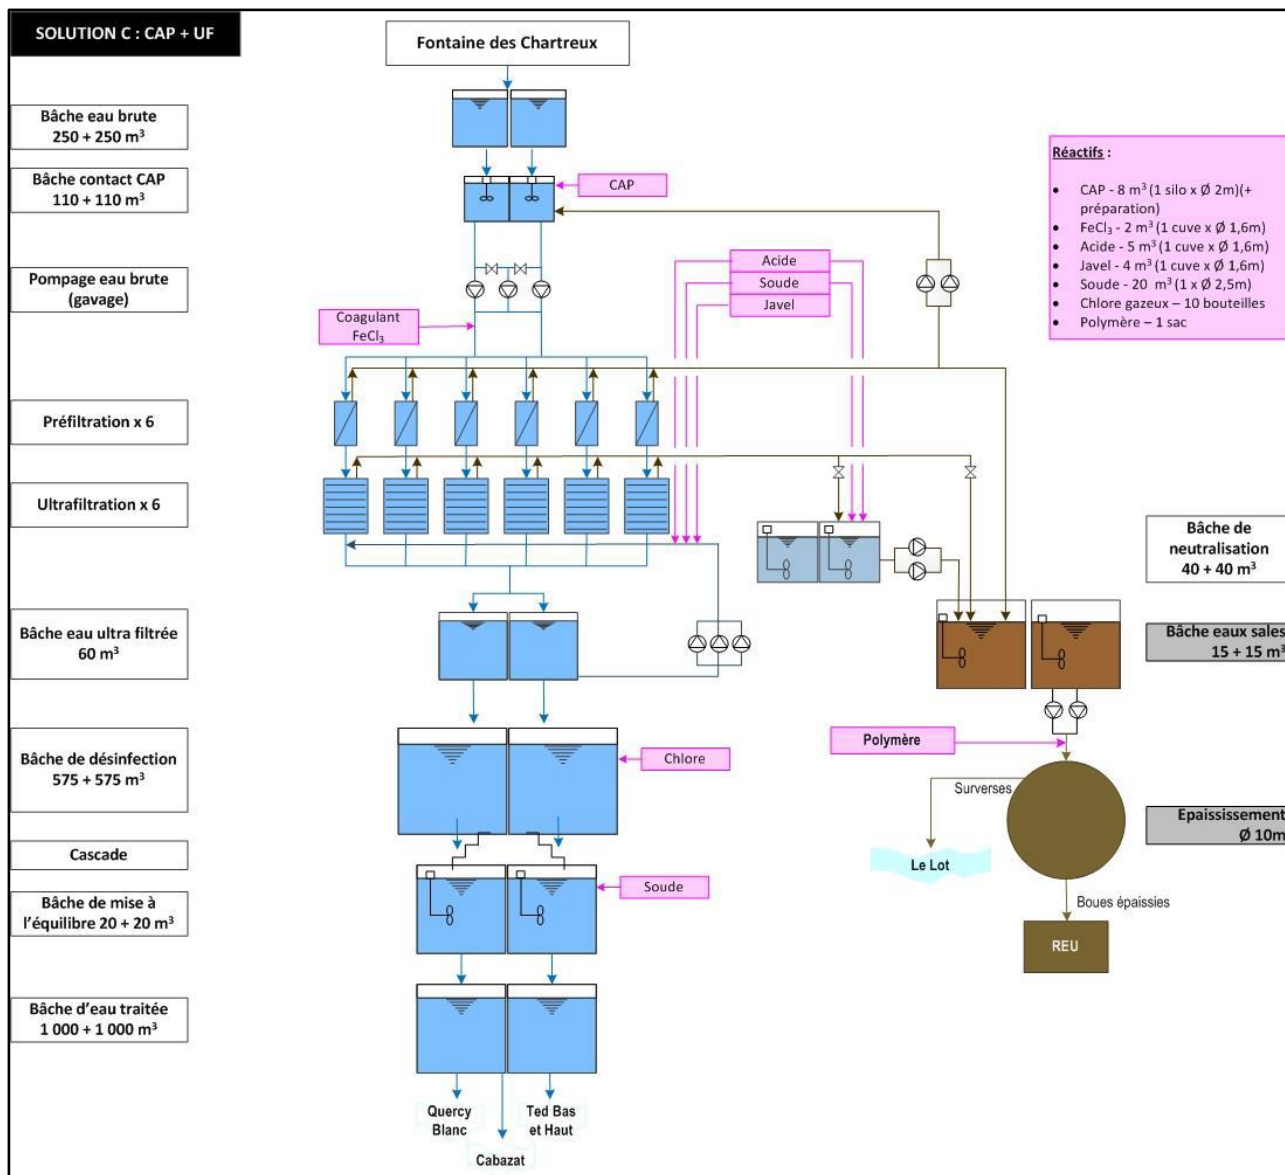 SOLUTION C : CAP + UF
Fontaine des Chartreux
Bâche eau brute
250 + 250 m³
Bâche contact CAP
110 + 110 m³
CAP
Réactifs :
• CAP - 8 m³ (1 silo x Ø 2m)(+
préparation)
• FeCl₃ - 2 m³ (1 cuve x Ø 1,6m)
• Acide - 5 m³ (1 cuve x Ø 1,6m)
• Javel - 4 m³ (1 cuve x Ø 1,6m)
• Soude - 20 m³ (1 x Ø 2,5m)
• Chlore gazeux – 10 bouteilles
• Polymère – 1 sac
Pompage eau brute
(gavage)
Acide
Soude
Javel
Coagulant
FeCl₃
Préfiltration x 6
Ultrafiltration x 6
Bâche de
neutralisation
40 + 40 m³
Bâche eau ultra filtrée
60 m³
Bâche eaux sales
15 + 15 m³
Bâche de désinfection
575 + 575 m³
Chlore
Polymère
Surverses
Epaississement
Ø 10m
Le Lot
Cascade
Bâche de mise à
l'équilibre 20 + 20 m³
Soude
Boues épaissies
REU
Bâche d'eau traitée
1 000 + 1 000 m³
Quercy
Blanc
Ted Bas
et Haut
Cabazat